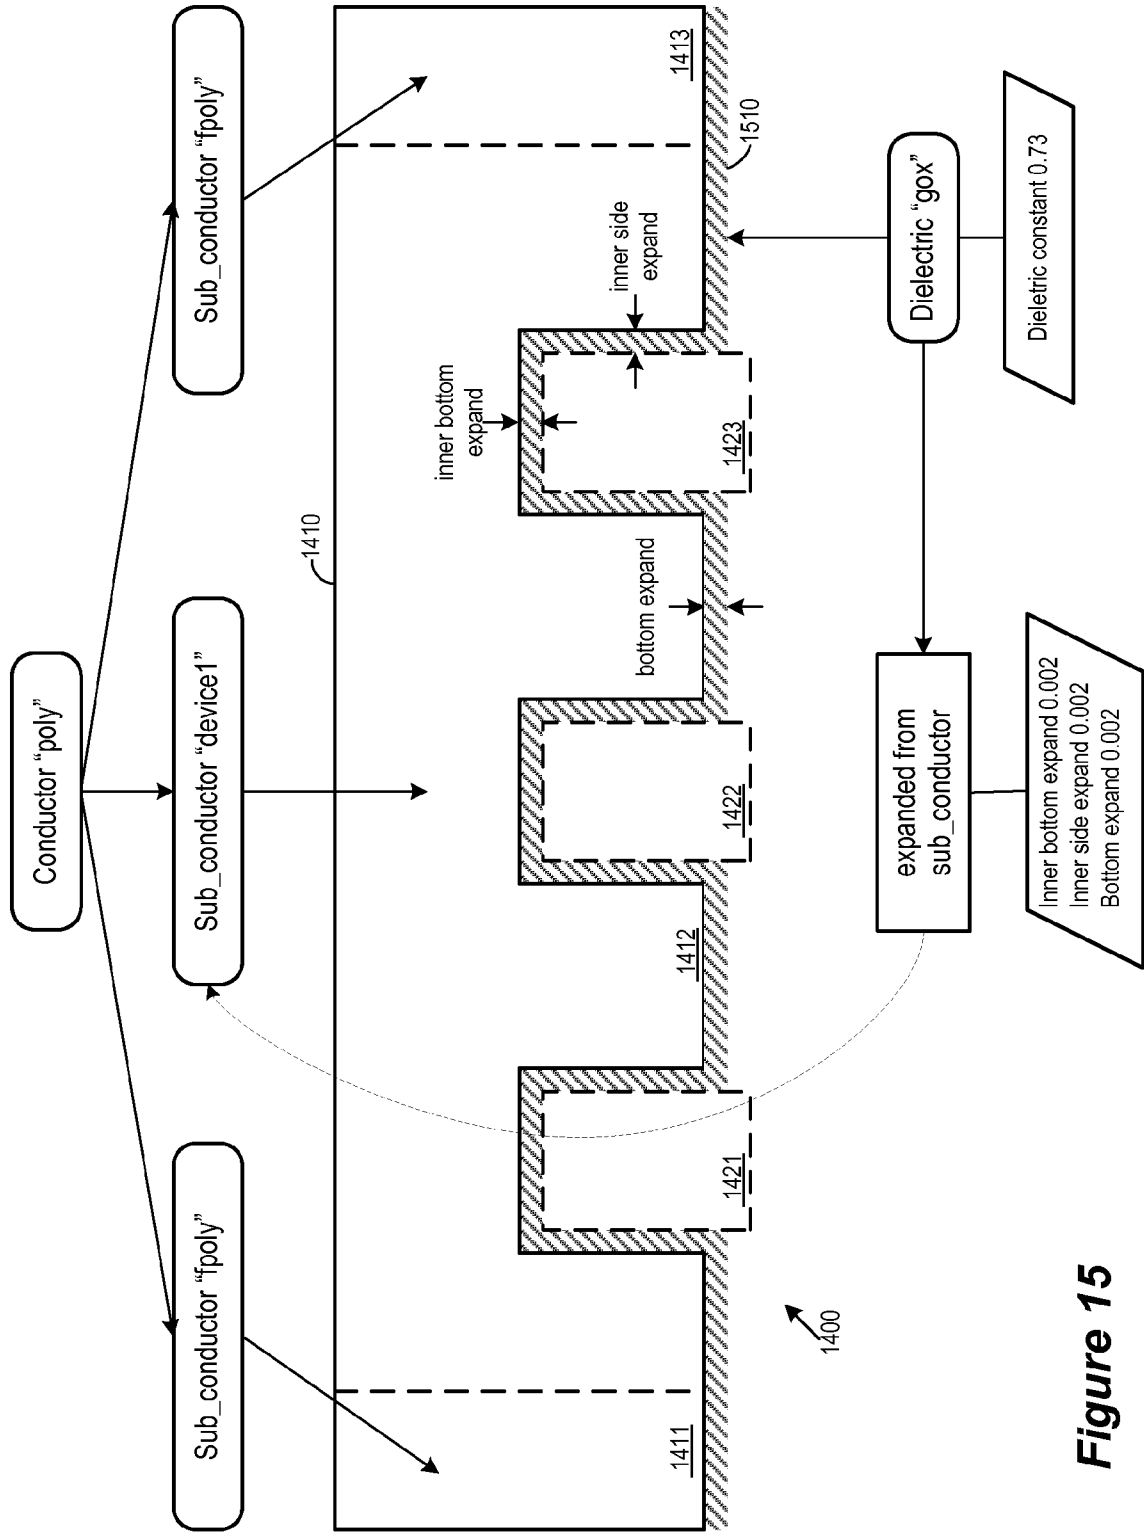 Conductor “poly”
Sub_conductor “fpoly”
Sub_conductor “device1”
Sub_conductor “fpoly”
1410
inner bottom
expand
inner side
expand
bottom expand
1411
1412
1413
1421
1422
1423
1510
1400
expanded from
sub_conductor
Dielectric “gox”
Inner bottom expand 0.002
Inner side expand 0.002
Bottom expand 0.002
Dieletric constant 0.73
Figure 15